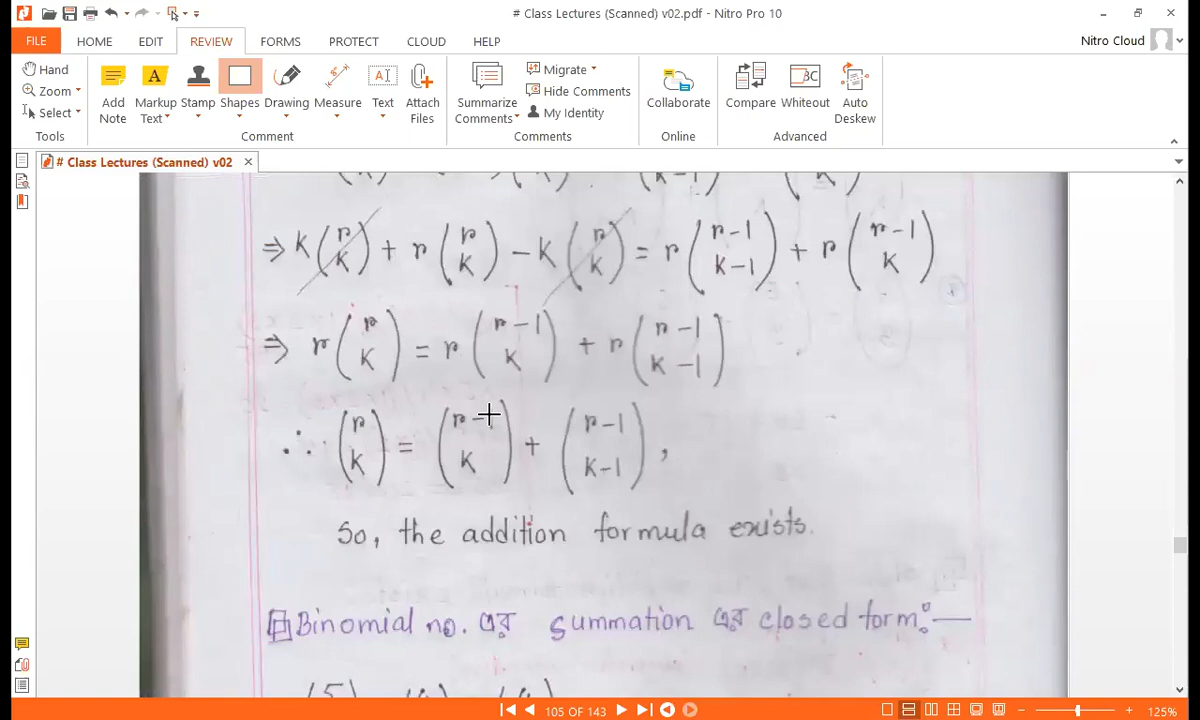 # Class Lectures (Scanned) v02.pdf - Nitro Pro 10
FILE HOME EDIT REVIEW FORMS PROTECT CLOUD HELP Nitro Cloud
Hand
Zoom
Select
Tools
Add Note
Markup Text
Stamp
Shapes
Drawing
Measure
Text
Attach Files
Comment
Summarize Comments
Migrate
Hide Comments
My Identity
Comments
Collaborate
Online
Compare
Whiteout
Auto Deskew
Advanced
# Class Lectures (Scanned) v02
⇒ k(r k) + r(r k) − k(r k) = r(r−1 k−1) + r(r−1 k)
⇒ r(r k) = r(r−1 k) + r(r−1 k−1)
∴ (r k) = (r−1 k) + (r−1 k−1),
So, the addition formula exists.
Binomial no. এর summation এর closed form:—
105 OF 143
125%